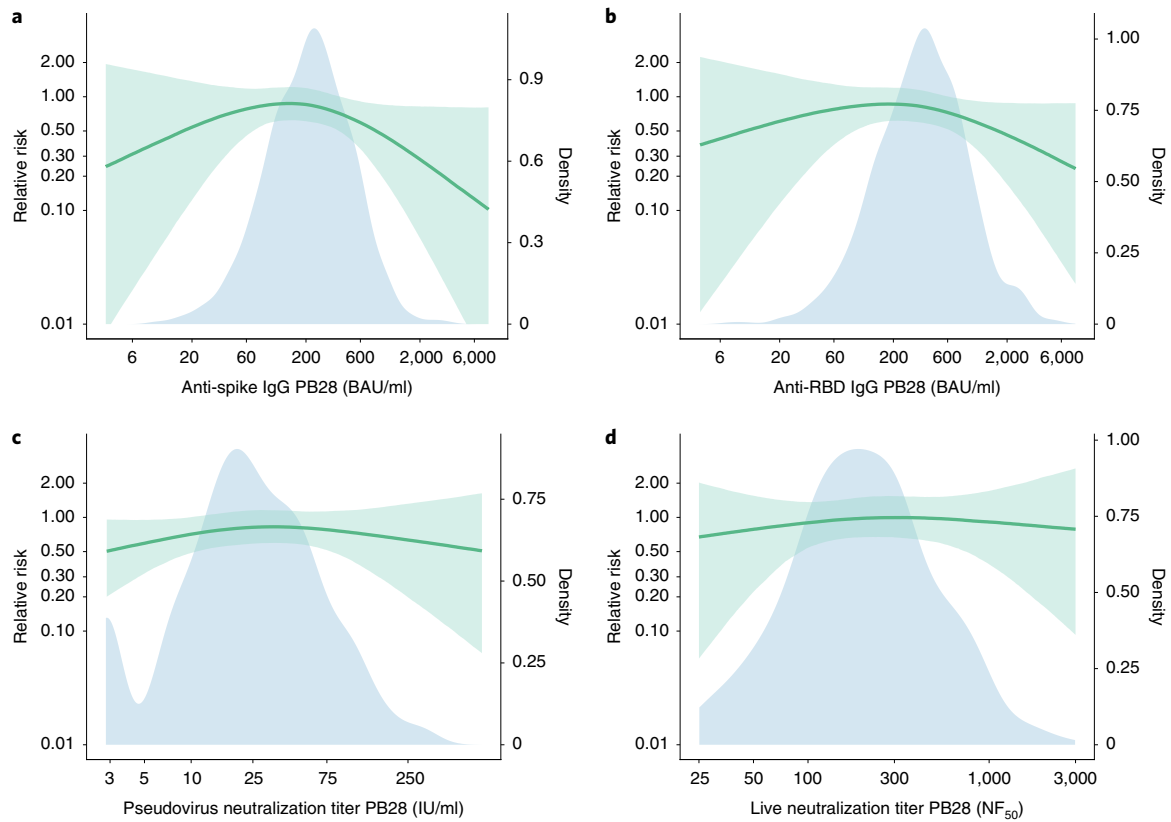 a
Relative risk
2.00
1.00
0.50
0.30
0.20
0.10
0.01
0.9
0.6
0.3
0
Density
6 20 60 200 600 2,000 6,000
Anti-spike IgG PB28 (BAU/ml)
b
Relative risk
2.00
1.00
0.50
0.30
0.20
0.10
0.01
1.00
0.75
0.50
0.25
0
Density
6 20 60 200 600 2,000 6,000
Anti-RBD IgG PB28 (BAU/ml)
c
Relative risk
2.00
1.00
0.50
0.30
0.20
0.10
0.01
0.75
0.50
0.25
0
Density
3 5 10 25 75 250
Pseudovirus neutralization titer PB28 (IU/ml)
d
Relative risk
2.00
1.00
0.50
0.30
0.20
0.10
0.01
1.00
0.75
0.50
0.25
0
Density
25 50 100 300 1,000 3,000
Live neutralization titer PB28 (NF50)